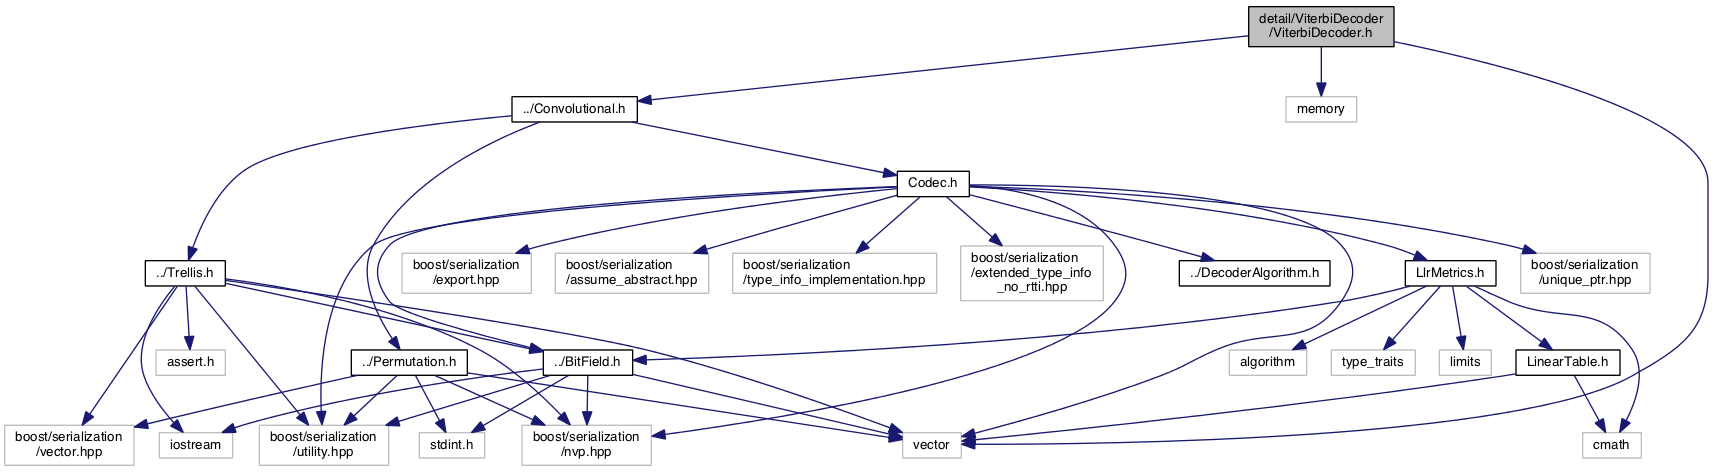 detail/ViterbiDecoder
/ViterbiDecoder.h
../Convolutional.h
memory
Codec.h
../Trellis.h
boost/serialization
/export.hpp
boost/serialization
/assume_abstract.hpp
boost/serialization
/type_info_implementation.hpp
boost/serialization
/extended_type_info
_no_rtti.hpp
../DecoderAlgorithm.h
LlrMetrics.h
boost/serialization
/unique_ptr.hpp
assert.h
../Permutation.h
../BitField.h
algorithm
type_traits
limits
LinearTable.h
boost/serialization
/vector.hpp
iostream
boost/serialization
/utility.hpp
stdint.h
boost/serialization
/nvp.hpp
vector
cmath